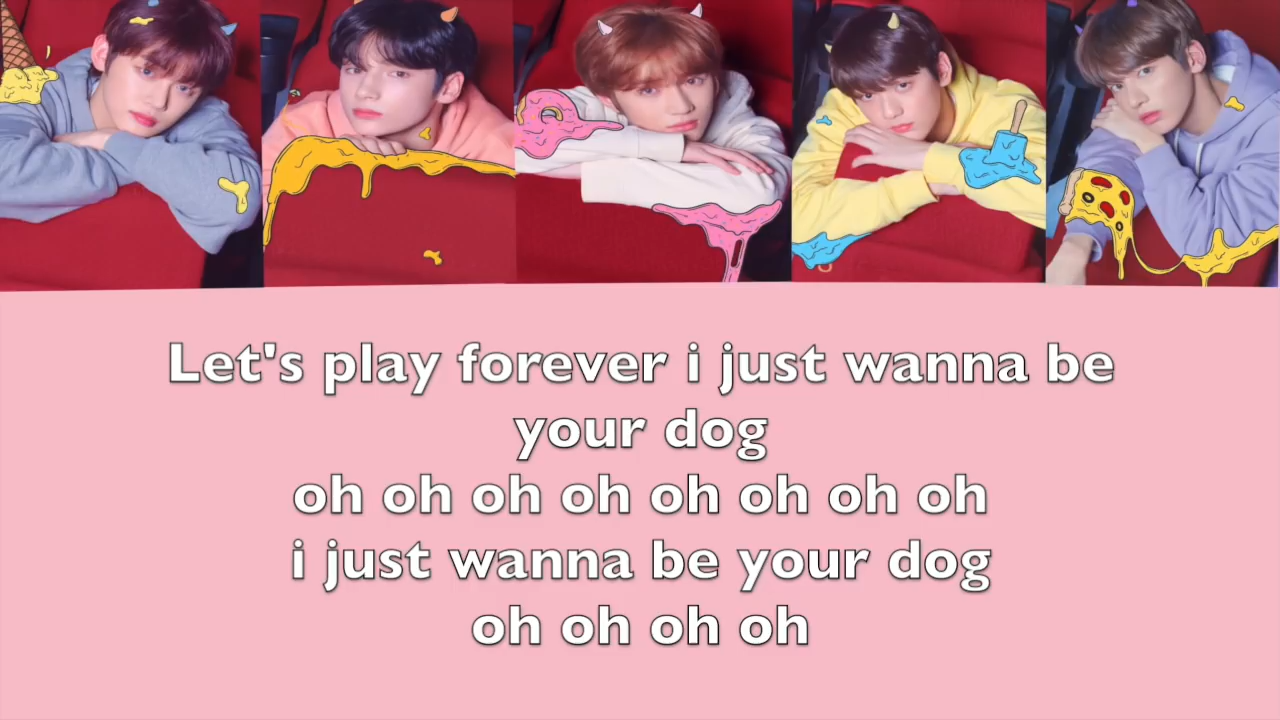 Let's play forever i just wanna be
your dog
oh oh oh oh oh oh oh oh
i just wanna be your dog
oh oh oh oh